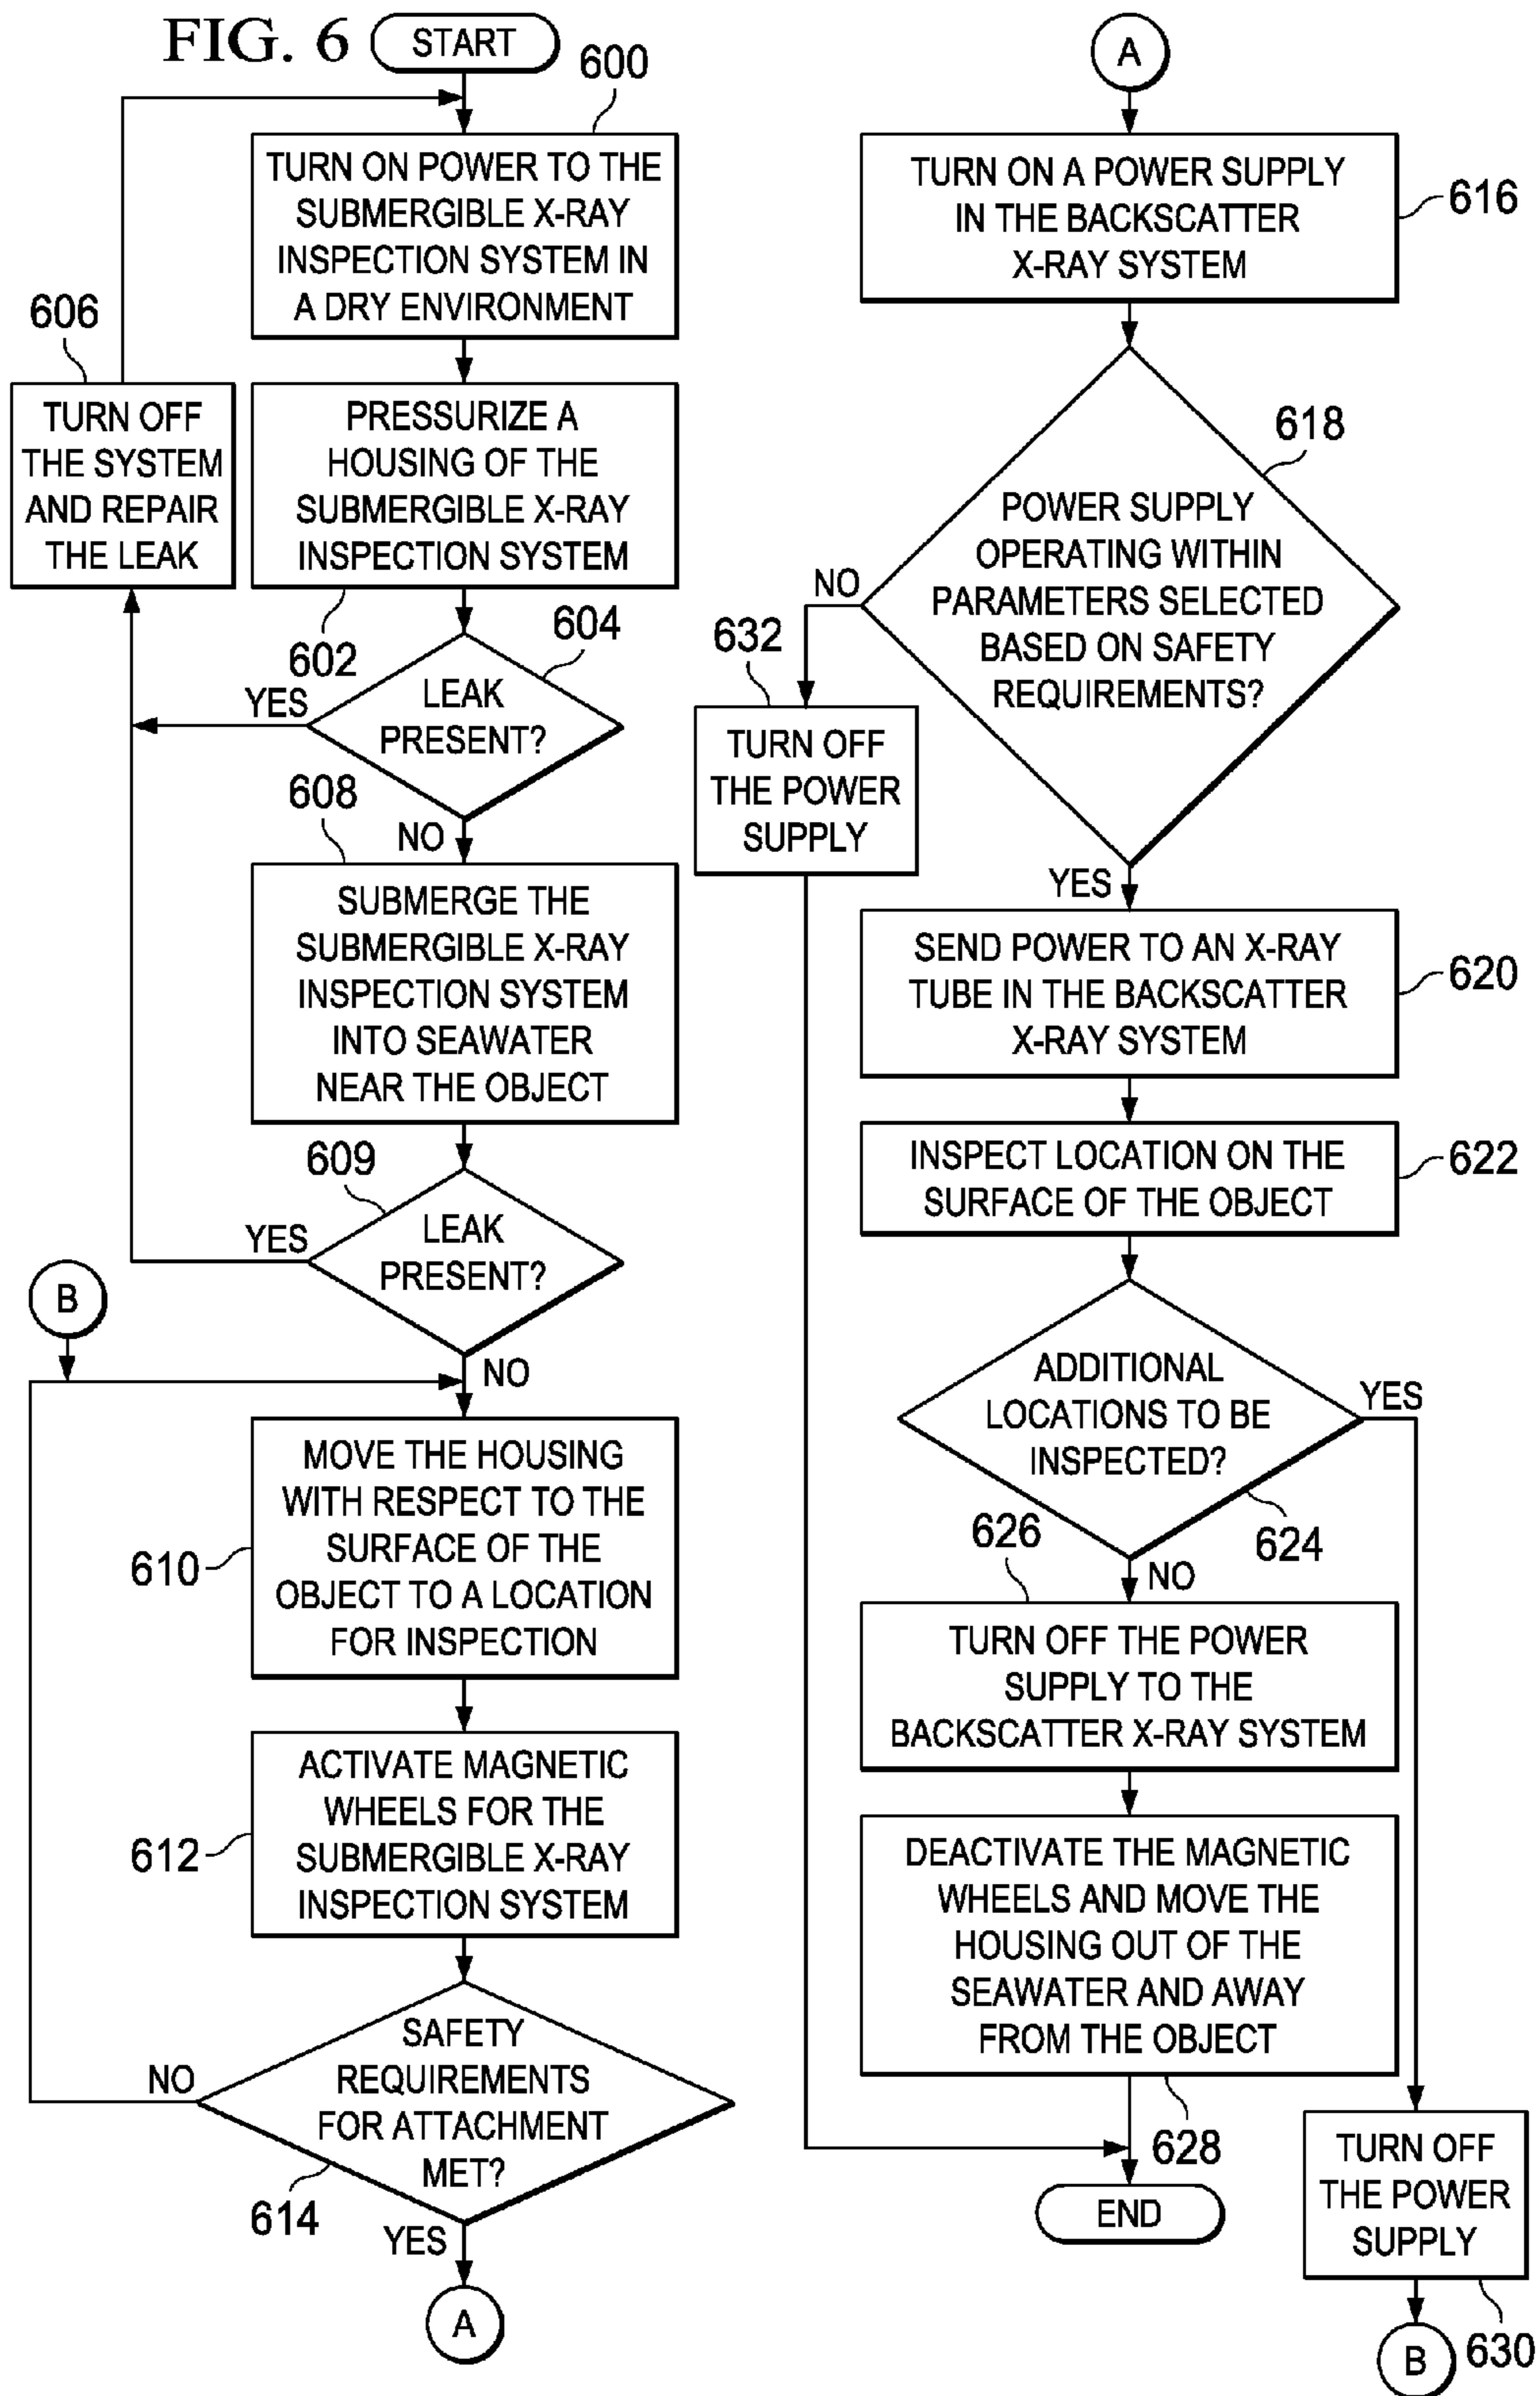 FIG. 6
START
600
TURN ON POWER TO THE
SUBMERGIBLE X-RAY
INSPECTION SYSTEM IN
A DRY ENVIRONMENT
606
TURN OFF
THE SYSTEM
AND REPAIR
THE LEAK
PRESSURIZE A
HOUSING OF THE
SUBMERGIBLE X-RAY
INSPECTION SYSTEM
602
604
LEAK
PRESENT?
YES
NO
608
SUBMERGE THE
SUBMERGIBLE X-RAY
INSPECTION SYSTEM
INTO SEAWATER
NEAR THE OBJECT
609
LEAK
PRESENT?
YES
NO
B
MOVE THE HOUSING
WITH RESPECT TO THE
SURFACE OF THE
OBJECT TO A LOCATION
FOR INSPECTION
610
ACTIVATE MAGNETIC
WHEELS FOR THE
SUBMERGIBLE X-RAY
INSPECTION SYSTEM
612
SAFETY
REQUIREMENTS
FOR ATTACHMENT
MET?
NO
614
YES
A
A
TURN ON A POWER SUPPLY
IN THE BACKSCATTER
X-RAY SYSTEM
616
618
POWER SUPPLY
OPERATING WITHIN
PARAMETERS SELECTED
BASED ON SAFETY
REQUIREMENTS?
NO
632
TURN OFF
THE POWER
SUPPLY
YES
SEND POWER TO AN X-RAY
TUBE IN THE BACKSCATTER
X-RAY SYSTEM
620
INSPECT LOCATION ON THE
SURFACE OF THE OBJECT
622
ADDITIONAL
LOCATIONS TO BE
INSPECTED?
YES
624
626
NO
TURN OFF THE POWER
SUPPLY TO THE
BACKSCATTER X-RAY SYSTEM
DEACTIVATE THE MAGNETIC
WHEELS AND MOVE THE
HOUSING OUT OF THE
SEAWATER AND AWAY
FROM THE OBJECT
628
END
TURN OFF
THE POWER
SUPPLY
630
B